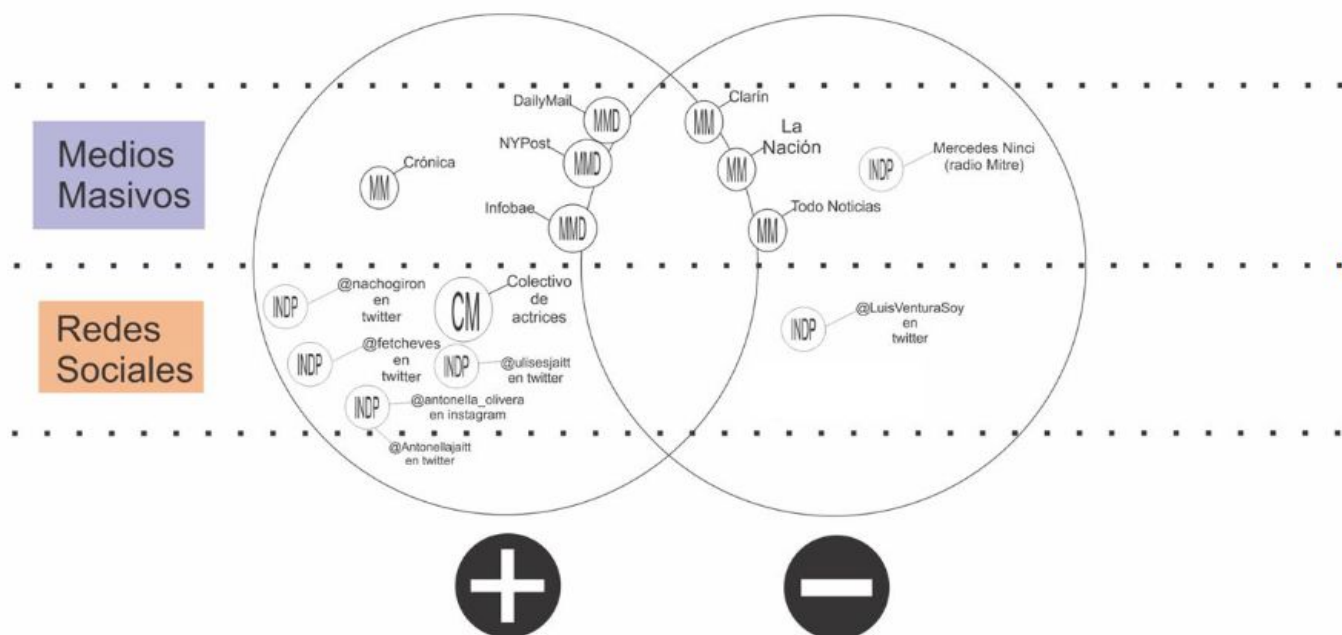 Medios
Masivos
DailyMail
MMD
NYPost
MMD
Infobae
MMD
Crónica
MM
Clarín
MM
La
Nación
MM
Todo Noticias
MM
INDP
Mercedes Ninci
(radio Mitre)
Redes
Sociales
INDP
@nachogiron
en
twitter
CM
Colectivo
de
actrices
INDP
@fetcheves
en
twitter
INDP
@ulisesjaitt
en twitter
INDP
@antonella_olivera
en instagram
@Antonellajaitt
en twitter
INDP
@LuisVenturaSoy
en
twitter